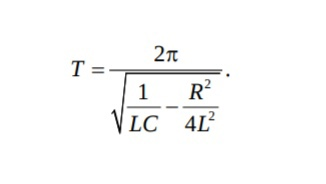 T = 2π / √(1/LC − R²/4L²).